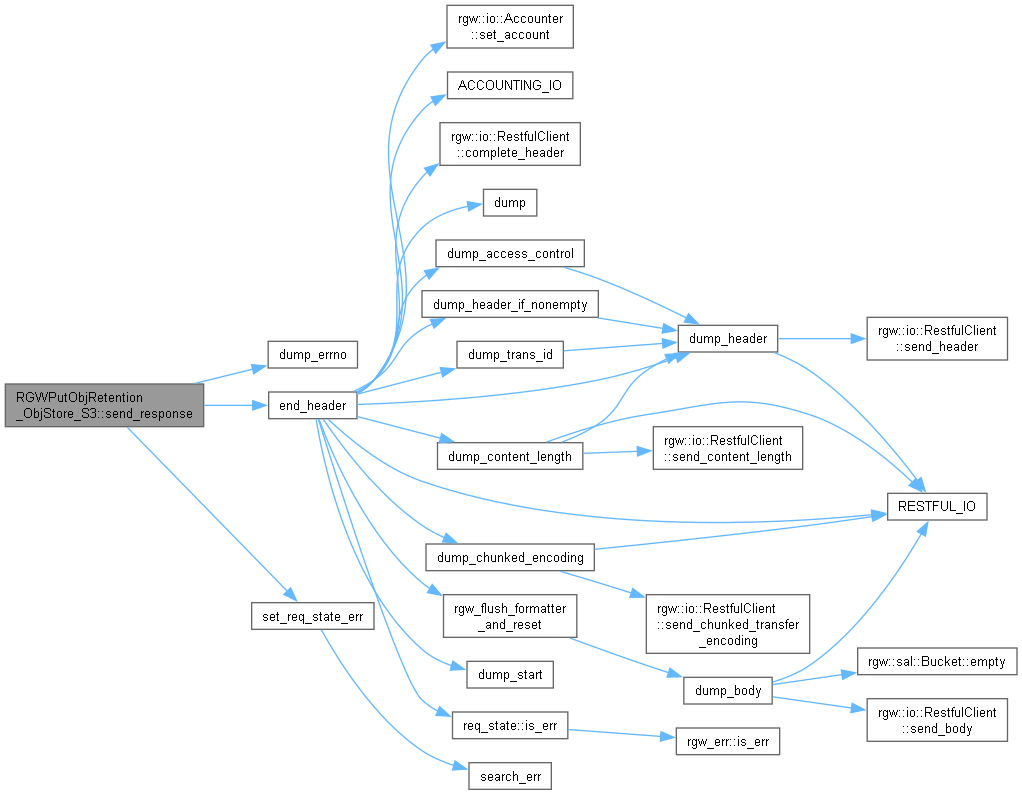 RGWPutObjRetention
_ObjStore_S3::send_response
dump_errno
end_header
set_req_state_err
rgw::io::Accounter
::set_account
ACCOUNTING_IO
rgw::io::RestfulClient
::complete_header
dump
dump_access_control
dump_header_if_nonempty
dump_trans_id
dump_content_length
dump_chunked_encoding
rgw_flush_formatter
_and_reset
dump_start
req_state::is_err
search_err
dump_header
rgw::io::RestfulClient
::send_content_length
rgw::io::RestfulClient
::send_chunked_transfer
_encoding
dump_body
rgw_err::is_err
rgw::io::RestfulClient
::send_header
RESTFUL_IO
rgw::sal::Bucket::empty
rgw::io::RestfulClient
::send_body